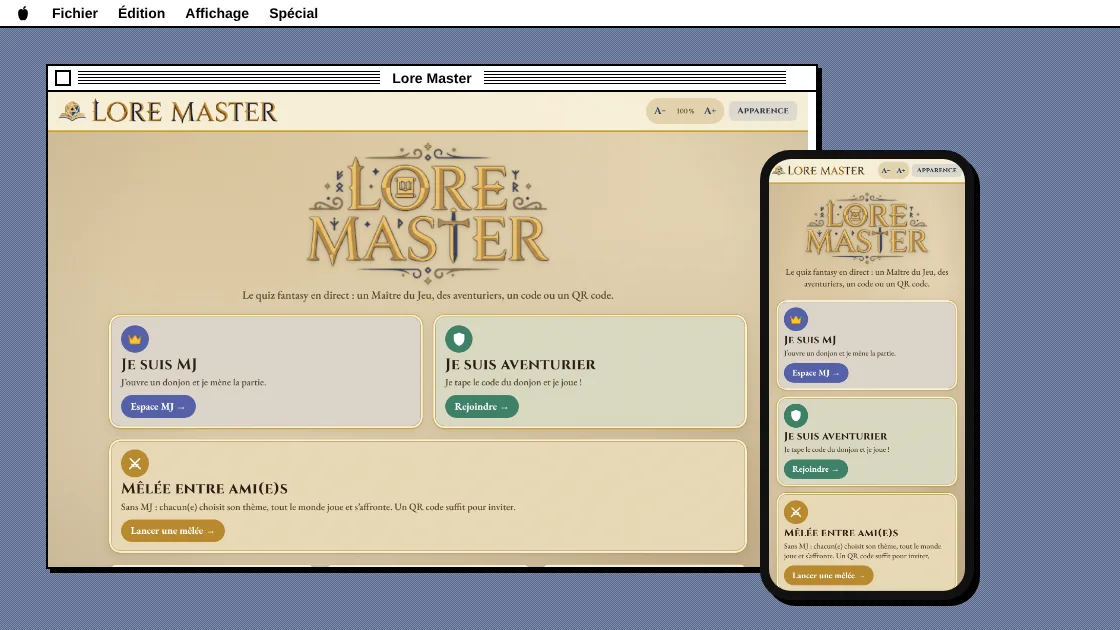 Fichier Édition Affichage Spécial
Lore Master
LORE MASTER
A− 100% A+ APPARENCE
LORE
MASTER
Le quiz fantasy en direct : un Maître du Jeu, des aventuriers, un code ou un QR code.
JE SUIS MJ
J'ouvre un donjon et je mène la partie.
Espace MJ →
JE SUIS AVENTURIER
Je tape le code du donjon et je joue !
Rejoindre →
MÊLÉE ENTRE AMI(E)S
Sans MJ : chacun(e) choisit son thème, tout le monde joue et s'affronte. Un QR code suffit pour inviter.
Lancer une mêlée →
LORE MASTER
A− A+ APPARENCE
LORE
MASTER
Le quiz fantasy en direct : un Maître du Jeu, des
aventuriers, un code ou un QR code.
JE SUIS MJ
J'ouvre un donjon et je mène la partie.
Espace MJ →
JE SUIS AVENTURIER
Je tape le code du donjon et je joue !
Rejoindre →
MÊLÉE ENTRE AMI(E)S
Sans MJ : chacun(e) choisit son thème, tout le monde
joue et s'affronte. Un QR code suffit pour inviter.
Lancer une mêlée →